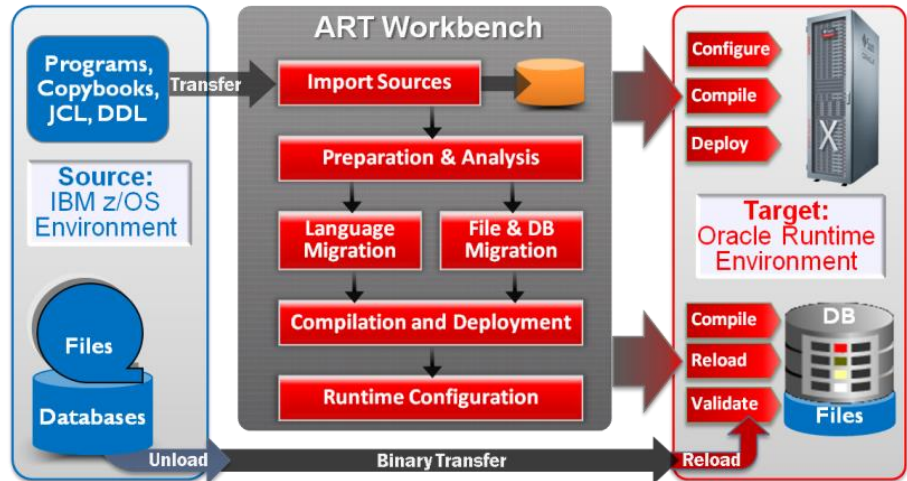 ART Workbench
Programs,
Copybooks,
JCL, DDL
Transfer
Import Sources
Preparation & Analysis
Language
Migration
File & DB
Migration
Compilation and Deployment
Runtime Configuration
Source:
IBM z/OS
Environment
Files
Databases
Unload
Binary Transfer
Reload
Configure
Compile
Deploy
X
Target:
Oracle Runtime
Environment
Compile
Reload
Validate
DB
Files